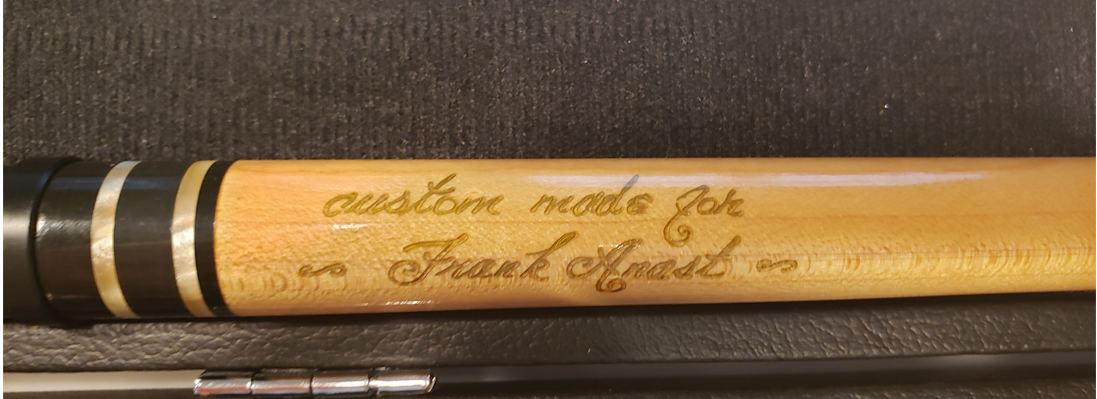 custom made for
~ Frank Anast ~